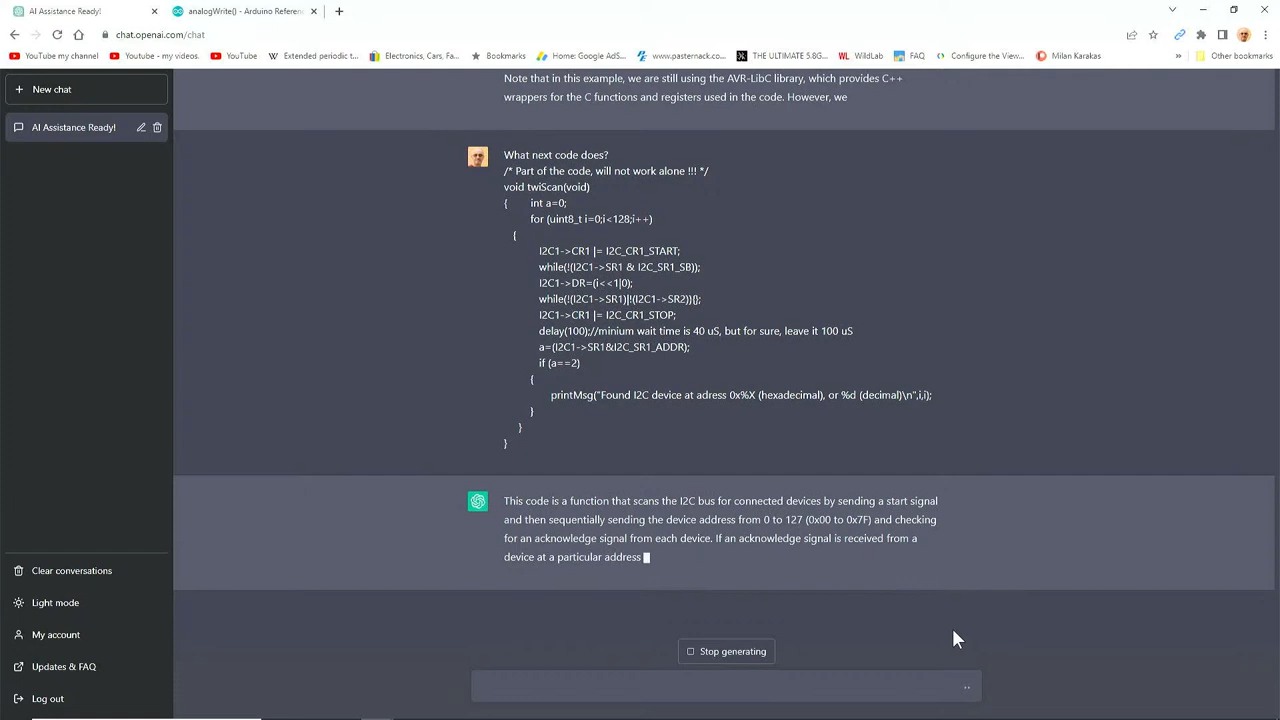 AI Assistance Ready!
analogWrite() - Arduino Referenc
chat.openai.com/chat
YouTube my channel
Youtube - my videos.
YouTube
Extended periodic t...
Electronics, Cars, Fa...
Bookmarks
Home: Google AdS...
www.pasternack.co...
THE ULTIMATE 5.8G...
WL WildLab
FAQ
Configure the View...
Milan Karakas
»
Other bookmarks
New chat
AI Assistance Ready!
Note that in this example, we are still using the AVR-LibC library, which provides C++
wrappers for the C functions and registers used in the code. However, we
What next code does?
/* Part of the code, will not work alone !!! */
void twiScan(void)
{ int a=0;
for (uint8_t i=0;i<128;i++)
{
I2C1->CR1 |= I2C_CR1_START;
while(!(I2C1->SR1 & I2C_SR1_SB));
I2C1->DR=(i<<1|0);
while(!(I2C1->SR1)|!(I2C1->SR2)){};
I2C1->CR1 |= I2C_CR1_STOP;
delay(100);//minium wait time is 40 uS, but for sure, leave it 100 uS
a=(I2C1->SR1&I2C_SR1_ADDR);
if (a==2)
{
printMsg("Found I2C device at adress 0x%X (hexadecimal), or %d (decimal)\n",i,i);
}
}
}
This code is a function that scans the I2C bus for connected devices by sending a start signal
and then sequentially sending the device address from 0 to 127 (0x00 to 0x7F) and checking
for an acknowledge signal from each device. If an acknowledge signal is received from a
device at a particular address
Clear conversations
Light mode
My account
Updates & FAQ
Log out
Stop generating